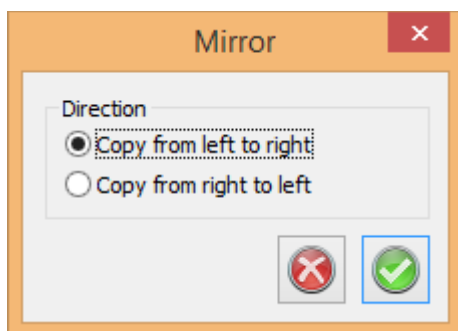 Mirror
Direction
Copy from left to right
Copy from right to left